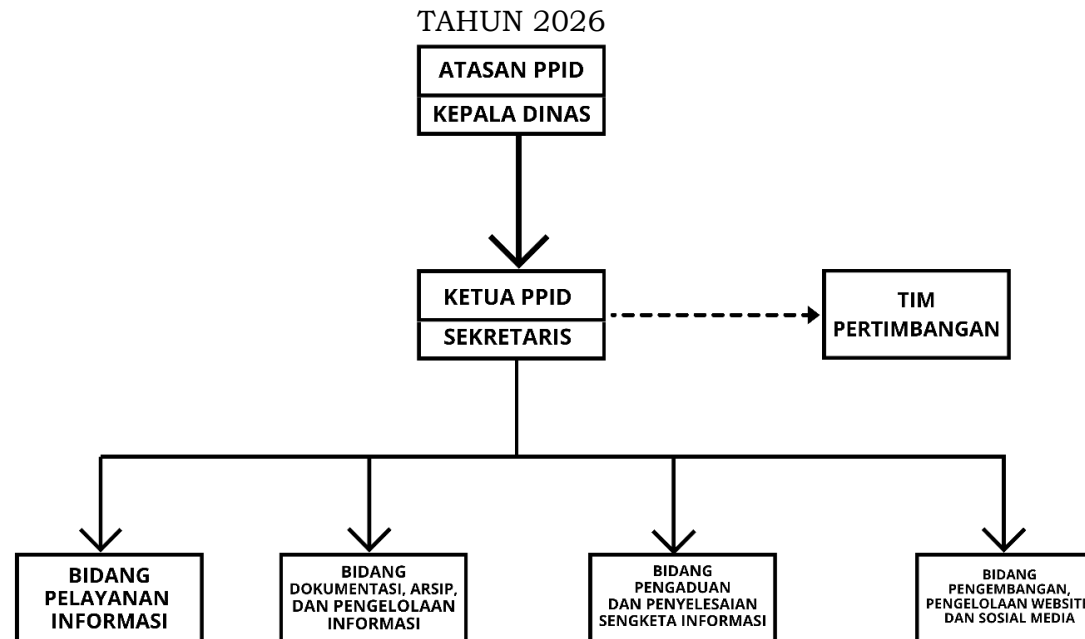 TAHUN 2026
ATASAN PPID
KEPALA DINAS
KETUA PPID
SEKRETARIS
TIM
PERTIMBANGAN
BIDANG
PELAYANAN
INFORMASI
BIDANG
DOKUMENTASI, ARSIP,
DAN PENGELOLAAN
INFORMASI
BIDANG
PENGADUAN
DAN PENYELESAIAN
SENGKETA INFORMASI
BIDANG
PENGEMBANGAN,
PENGELOLAAN WEBSITE
DAN SOSIAL MEDIA